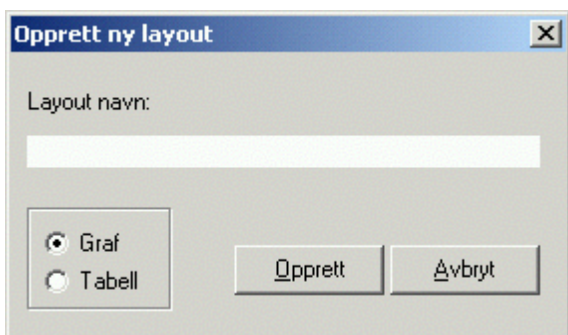 Opprett ny layout
Layout navn:
Graf
Tabell
Opprett
Avbryt